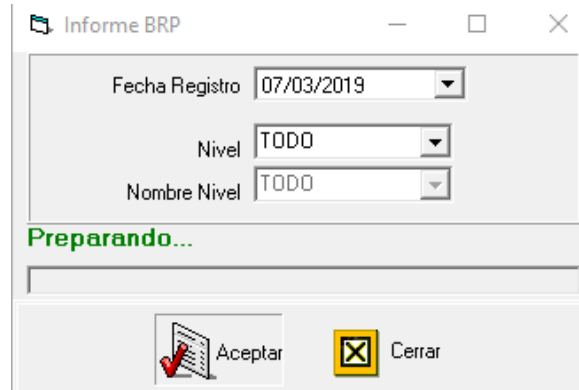 Informe BRP
Fecha Registro 07/03/2019
Nivel TODO
Nombre Nivel TODO
Preparando...
Aceptar Cerrar